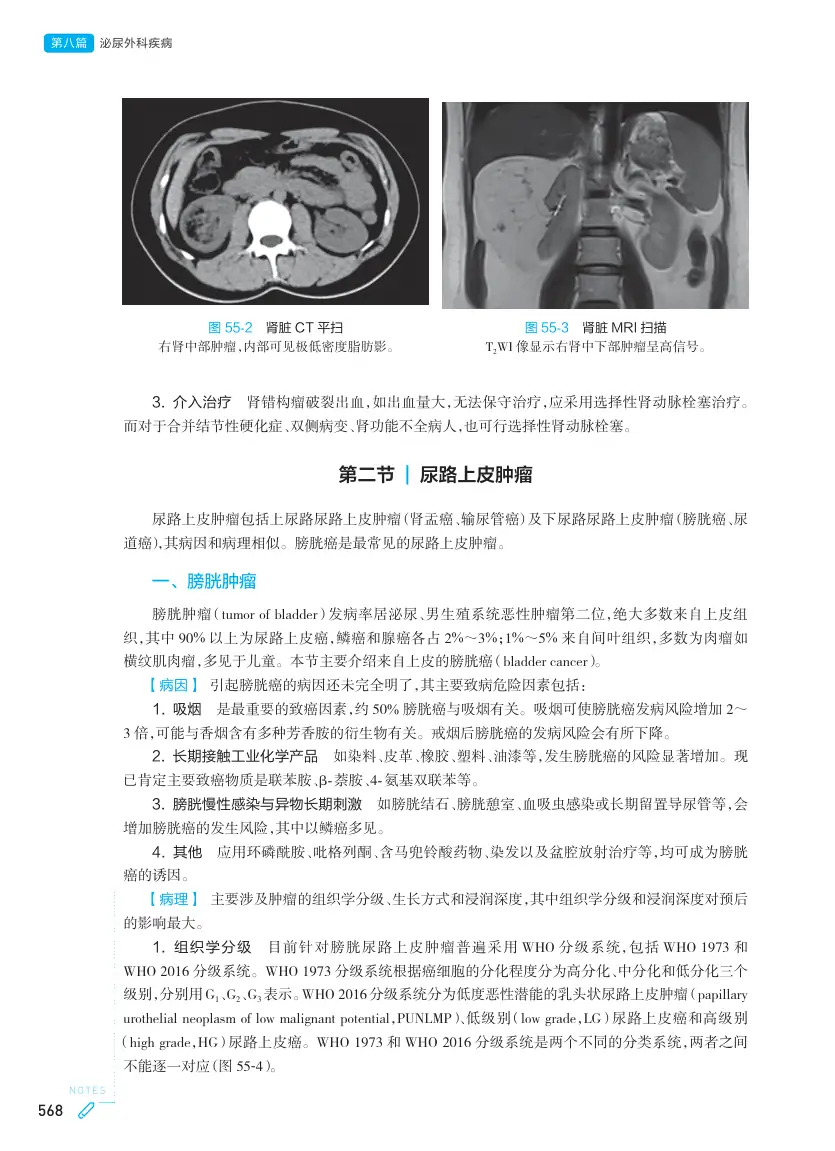 第八篇 泌尿外科疾病
图 55-2 肾脏 CT 平扫
右肾中部肿瘤,内部可见极低密度脂肪影。
图 55-3 肾脏 MRI 扫描
T₂WI 像显示右肾中下部肿瘤呈高信号。
3. 介入治疗 肾错构瘤破裂出血,如出血量大,无法保守治疗,应采用选择性肾动脉栓塞治疗。
而对于合并结节性硬化症、双侧病变、肾功能不全病人,也可行选择性肾动脉栓塞。
第二节 | 尿路上皮肿瘤
尿路上皮肿瘤包括上尿路尿路上皮肿瘤(肾盂癌、输尿管癌)及下尿路尿路上皮肿瘤(膀胱癌、尿
道癌),其病因和病理相似。膀胱癌是最常见的尿路上皮肿瘤。
一、膀胱肿瘤
膀胱肿瘤(tumor of bladder)发病率居泌尿、男生殖系统恶性肿瘤第二位,绝大多数来自上皮组
织,其中 90% 以上为尿路上皮癌,鳞癌和腺癌各占 2%~3%;1%~5% 来自间叶组织,多数为肉瘤如
横纹肌肉瘤,多见于儿童。本节主要介绍来自上皮的膀胱癌(bladder cancer)。
【病因】 引起膀胱癌的病因还未完全明了,其主要致病危险因素包括:
1. 吸烟 是最重要的致癌因素,约 50% 膀胱癌与吸烟有关。吸烟可使膀胱癌发病风险增加 2~
3 倍,可能与香烟含有多种芳香胺的衍生物有关。戒烟后膀胱癌的发病风险会有所下降。
2. 长期接触工业化学产品 如染料、皮革、橡胶、塑料、油漆等,发生膀胱癌的风险显著增加。现
已肯定主要致癌物质是联苯胺、β-萘胺、4-氨基双联苯等。
3. 膀胱慢性感染与异物长期刺激 如膀胱结石、膀胱憩室、血吸虫感染或长期留置导尿管等,会
增加膀胱癌的发生风险,其中以鳞癌多见。
4. 其他 应用环磷酰胺、吡格列酮、含马兜铃酸药物、染发以及盆腔放射治疗等,均可成为膀胱
癌的诱因。
【病理】 主要涉及肿瘤的组织学分级、生长方式和浸润深度,其中组织学分级和浸润深度对预后
的影响最大。
1. 组织学分级 目前针对膀胱尿路上皮肿瘤普遍采用 WHO 分级系统,包括 WHO 1973 和
WHO 2016 分级系统。WHO 1973 分级系统根据癌细胞的分化程度分为高分化、中分化和低分化三个
级别,分别用 G₁、G₂、G₃ 表示。WHO 2016 分级系统分为低度恶性潜能的乳头状尿路上皮肿瘤(papillary
urothelial neoplasm of low malignant potential,PUNLMP)、低级别(low grade,LG)尿路上皮癌和高级别
(high grade,HG)尿路上皮癌。WHO 1973 和 WHO 2016 分级系统是两个不同的分类系统,两者之间
不能逐一对应(图 55-4)。
NOTES
568